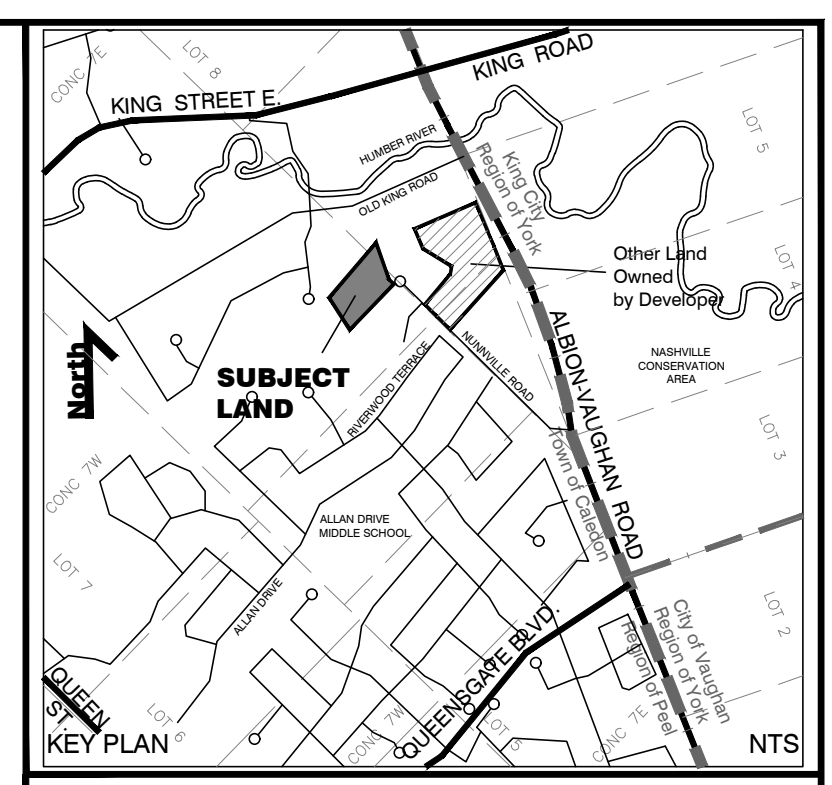 CONC 7E
LOT 8
KING ROAD
KING STREET E.
LOT 5
HUMBER RIVER
King City
Region of York
OLD KING ROAD
Other Land
Owned
by Developer
LOT 4
North
ALBION-VAUGHAN ROAD
NUNNVILLE ROAD
NASHVILLE
CONSERVATION
AREA
SUBJECT
LAND
RIVERWOOD TERRACE
LOT 3
CONC 7W
Town of Caledon
ALLAN DRIVE
MIDDLE SCHOOL
LOT 7
ALLAN DRIVE
LOT 2
City of Vaughan
Region of York
Region of Peel
QUEENSGATE BLVD.
QUEEN
ST.
LOT 6
CONC 7W
LOT 5
CONC 7E
KEY PLAN
NTS